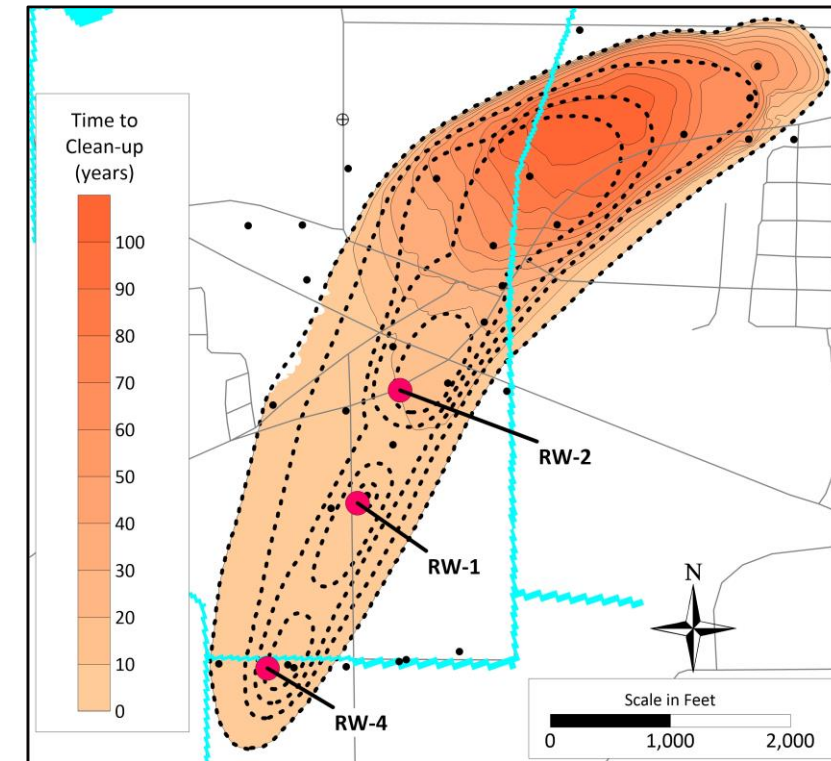 Time to
Clean-up
(years)
100
90
80
70
60
50
40
30
20
10
0
RW-2
RW-1
RW-4
N
Scale in Feet
0 1,000 2,000